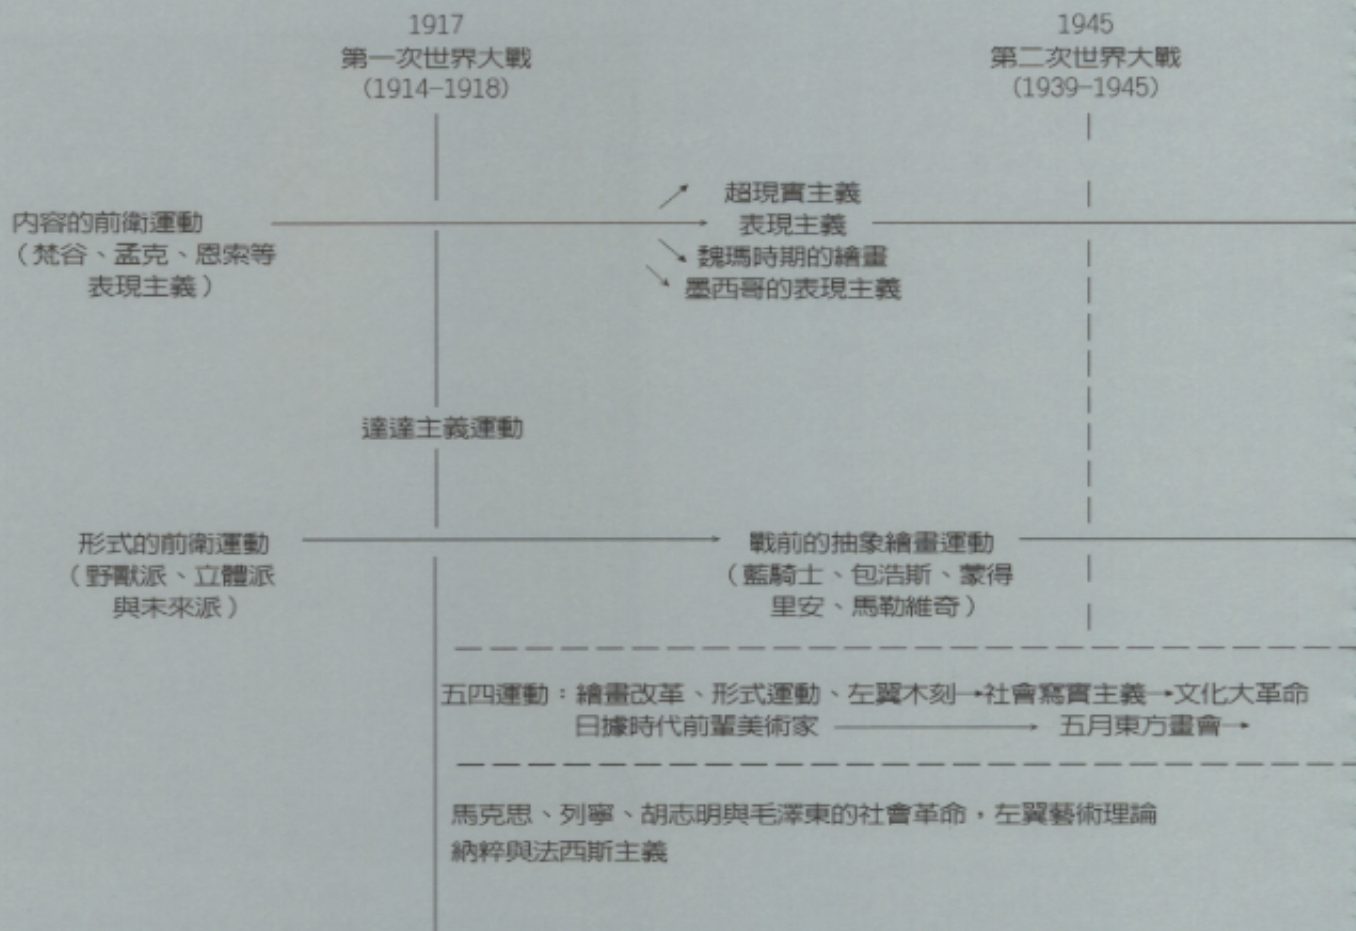 1917
第一次世界大戰
(1914-1918)
1945
第二次世界大戰
(1939-1945)
內容的前衛運動
（梵谷、孟克、恩索等
表現主義）
超現實主義
表現主義
魏瑪時期的繪畫
墨西哥的表現主義
達達主義運動
形式的前衛運動
（野獸派、立體派
與未來派）
戰前的抽象繪畫運動
（藍騎士、包浩斯、蒙得
里安、馬勒維奇）
五四運動：繪畫改革、形式運動、左翼木刻→社會寫實主義→文化大革命
日據時代前輩美術家 → 五月東方畫會→
馬克思、列寧、胡志明與毛澤東的社會革命，左翼藝術理論
納粹與法西斯主義